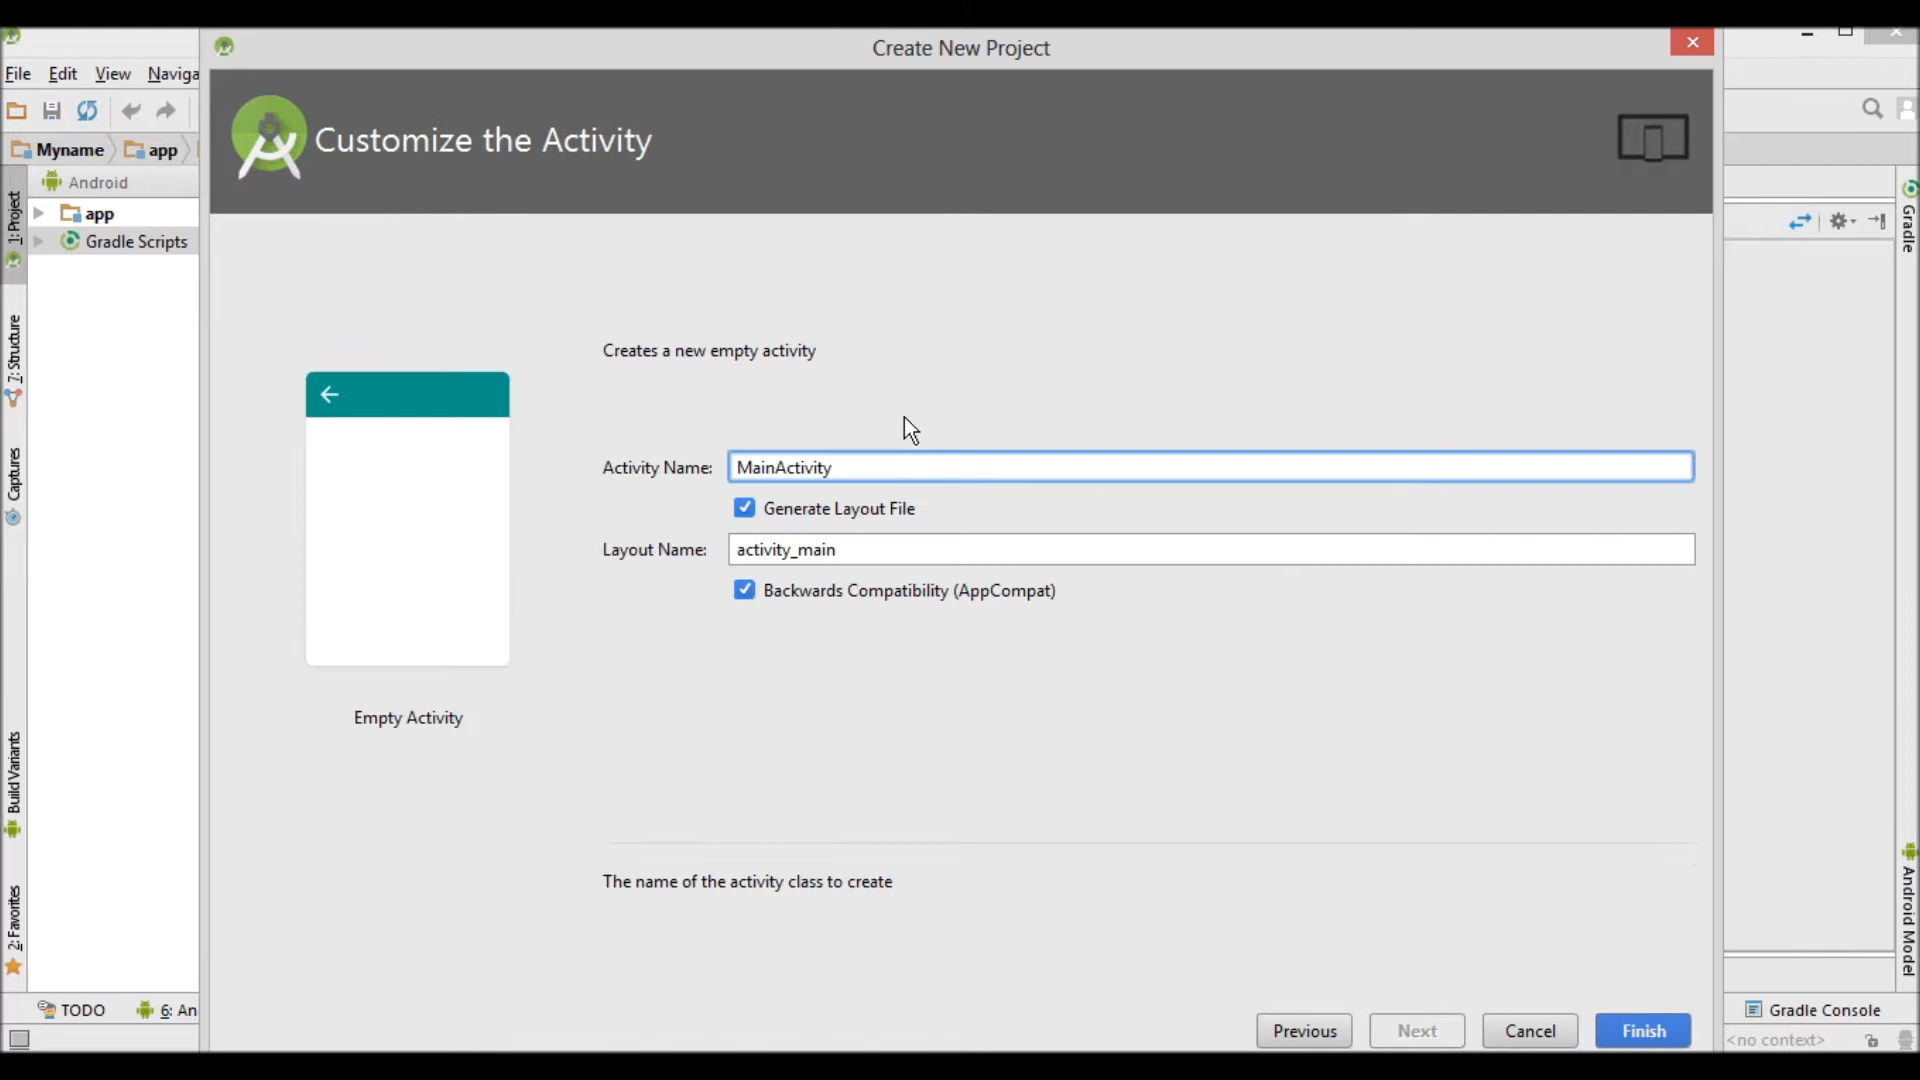 Create New Project
File Edit View Naviga
Customize the Activity
Myname app
Android
app
Gradle Scripts
1: Project
7: Structure
Captures
Build Variants
2: Favorites
Gradle
Android Model
Creates a new empty activity
Activity Name: MainActivity
Generate Layout File
Layout Name: activity_main
Backwards Compatibility (AppCompat)
Empty Activity
The name of the activity class to create
Previous Next Cancel Finish
TODO 6: An
Gradle Console
<no context>